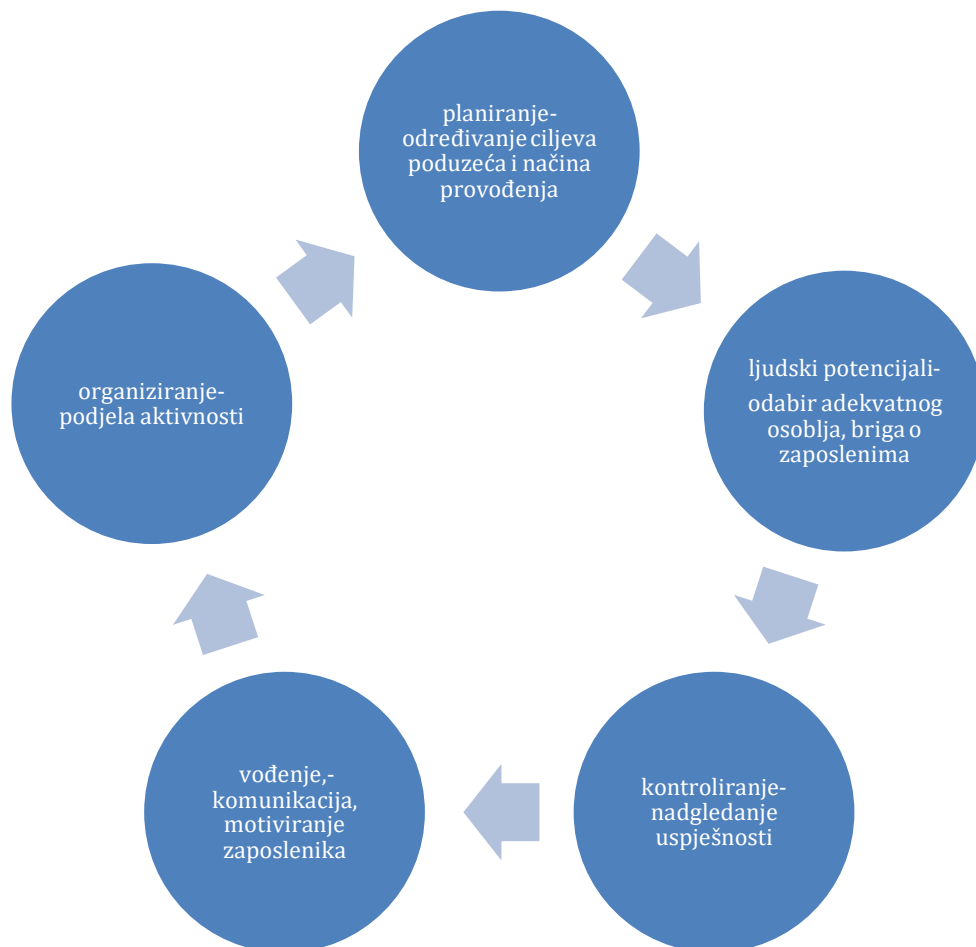 planiranje-
određivanje ciljeva
poduzeća i načina
provođenja
ljudski potencijali-
odabir adekvatnog
osoblja, briga o
zaposlenima
kontroliranje-
nadgledanje
uspješnosti
vođenje,-
komunikacija,
motiviranje
zaposlenika
organiziranje-
podjela aktivnosti